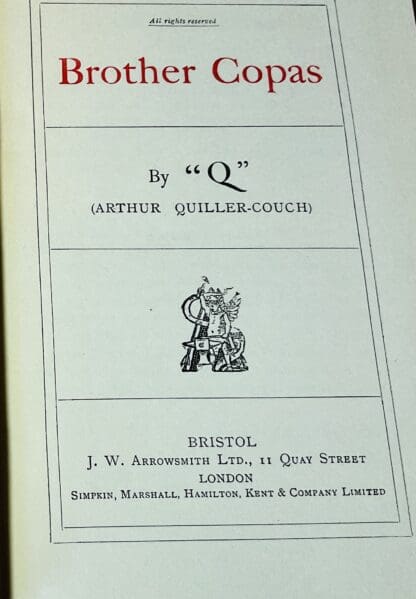 All rights reserved
Brother Copas
By "Q"
(ARTHUR QUILLER-COUCH)
BRISTOL
J. W. ARROWSMITH LTD., 11 QUAY STREET
LONDON
SIMPKIN, MARSHALL, HAMILTON, KENT & COMPANY LIMITED